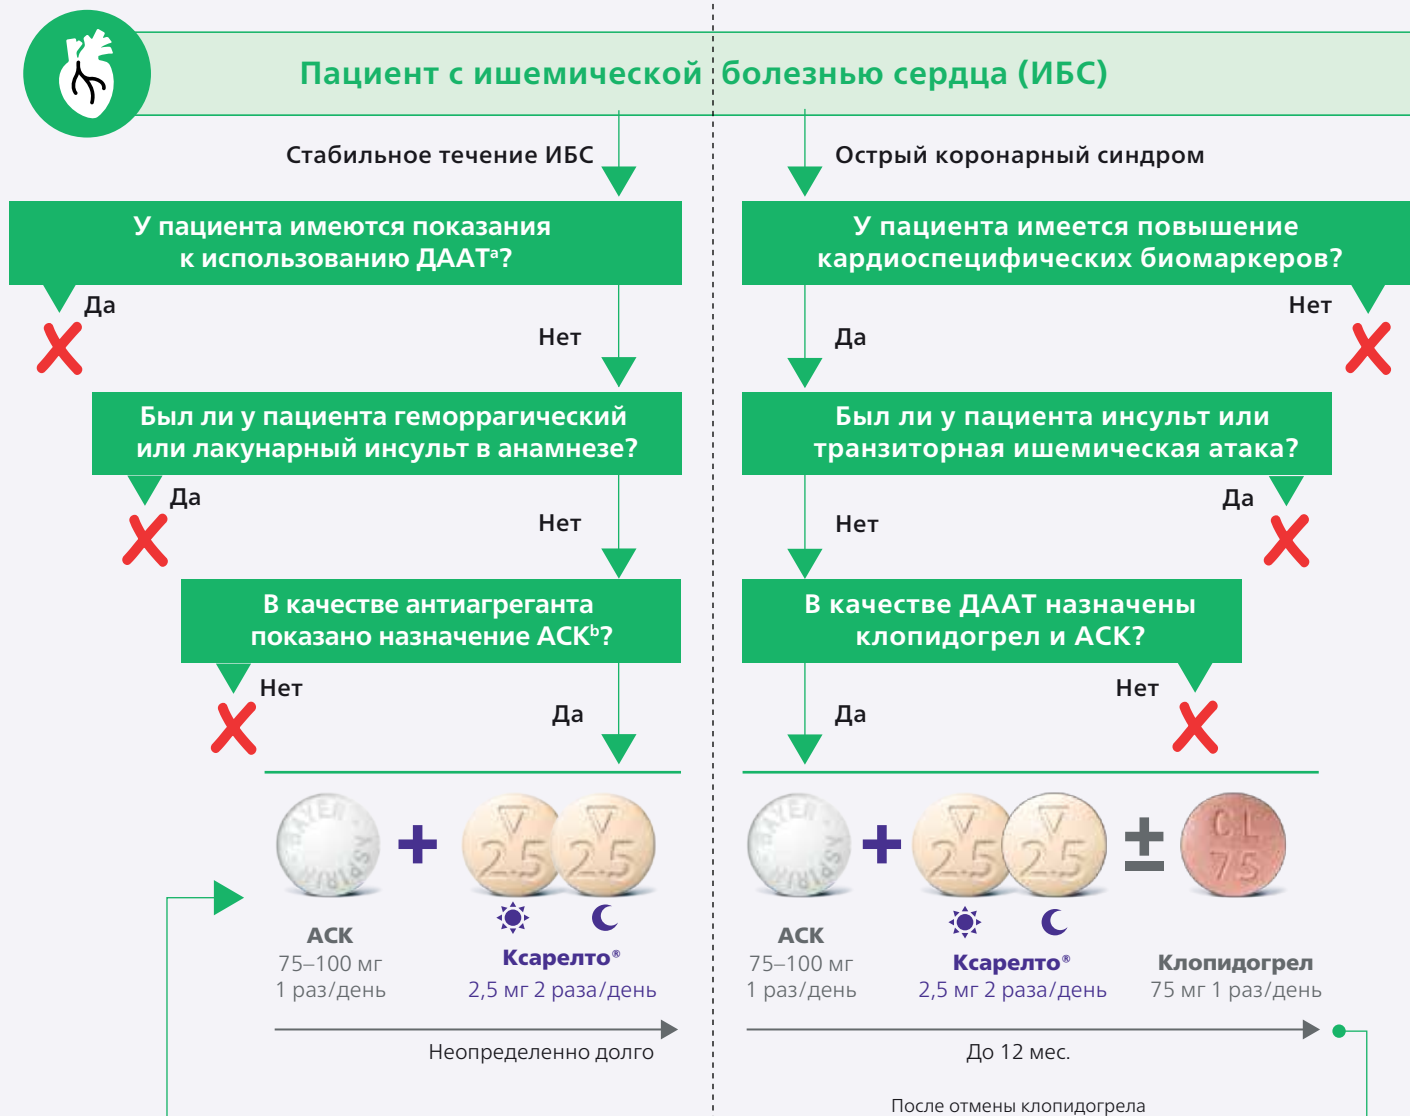 Пациент с ишемической болезнью сердца (ИБС)
Стабильное течение ИБС
У пациента имеются показания
к использованию ДААТª?
Да
Нет
Был ли у пациента геморрагический
или лакунарный инсульт в анамнезе?
Да
Нет
В качестве антиагреганта
показано назначение АСКᵇ?
Нет
Да
BAYER
ASPIRIN
2.5
2.5
АСК
75–100 мг
1 раз/день
Ксарелто®
2,5 мг 2 раза/день
Неопределенно долго
Острый коронарный синдром
У пациента имеется повышение
кардиоспецифических биомаркеров?
Нет
Да
Был ли у пациента инсульт или
транзиторная ишемическая атака?
Да
Нет
В качестве ДААТ назначены
клопидогрел и АСК?
Нет
Да
BAYER
ASPIRIN
2.5
2.5
CL
75
АСК
75–100 мг
1 раз/день
Ксарелто®
2,5 мг 2 раза/день
Клопидогрел
75 мг 1 раз/день
До 12 мес.
После отмены клопидогрела